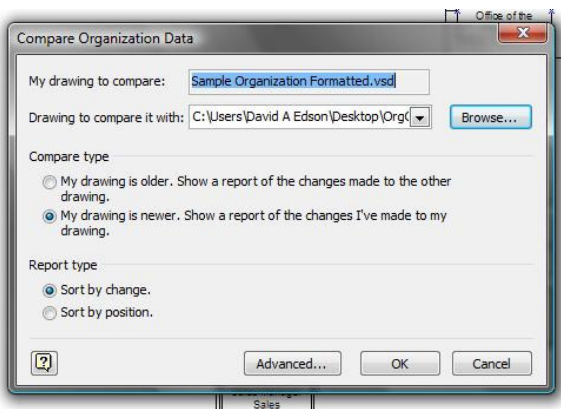 Office of the
Compare Organization Data
My drawing to compare: Sample Organization Formatted.vsd
Drawing to compare it with: C:\Users\David A Edson\Desktop\Org Browse...
Compare type
My drawing is older. Show a report of the changes made to the other
drawing.
My drawing is newer. Show a report of the changes I've made to my
drawing.
Report type
Sort by change.
Sort by position.
Advanced... OK Cancel
Sales